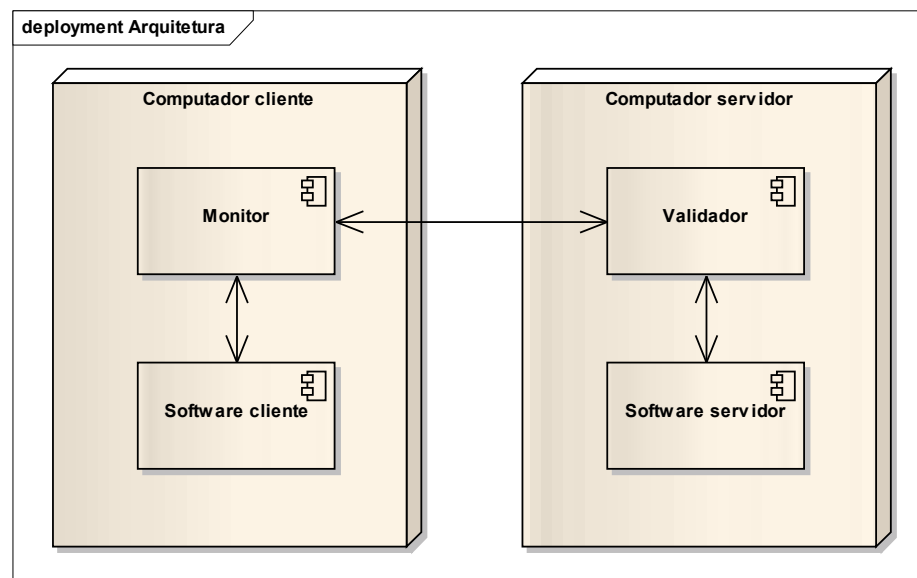 deployment Arquitetura
Computador cliente
Computador servidor
Monitor
Validador
Software cliente
Software servidor